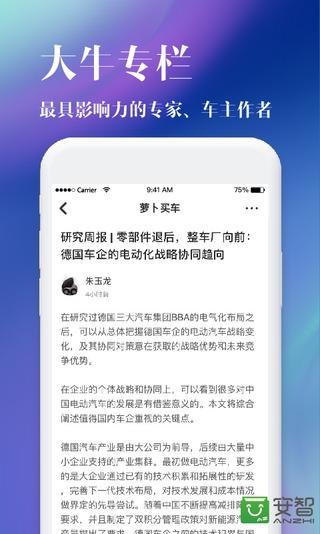 大牛专栏
最具影响力的专家、车主作者
Carrier
9:41 AM
75%
萝卜买车
研究周报 | 零部件退后，整车厂向前：
德国车企的电动化战略协同趋向
朱玉龙
4小时前
在研究过德国三大汽车集团BBA的电气化布局之
后，可以从总体把握德国车企的电动汽车战略变
化，及其协同对策意在获取的战略优势和未来竞
争优势。
在企业的个体战略和协同上，可以看到很多对中
国电动汽车的发展是有借鉴意义的。本文将综合
阐述值得国内车企重视的关键点。
德国汽车产业是由大公司为前导，后续由大量中
小企业支持的产业集群。最初做电动汽车，更多的
是大企业通过已有的技术积累和拓展性的研发
，完善下一代技术布局，对技术发展和成本情况
做界定的先导尝试。随着中国不断提高减排
要求，并且制定了双积分管理政策对新能源
安智
ANZHI